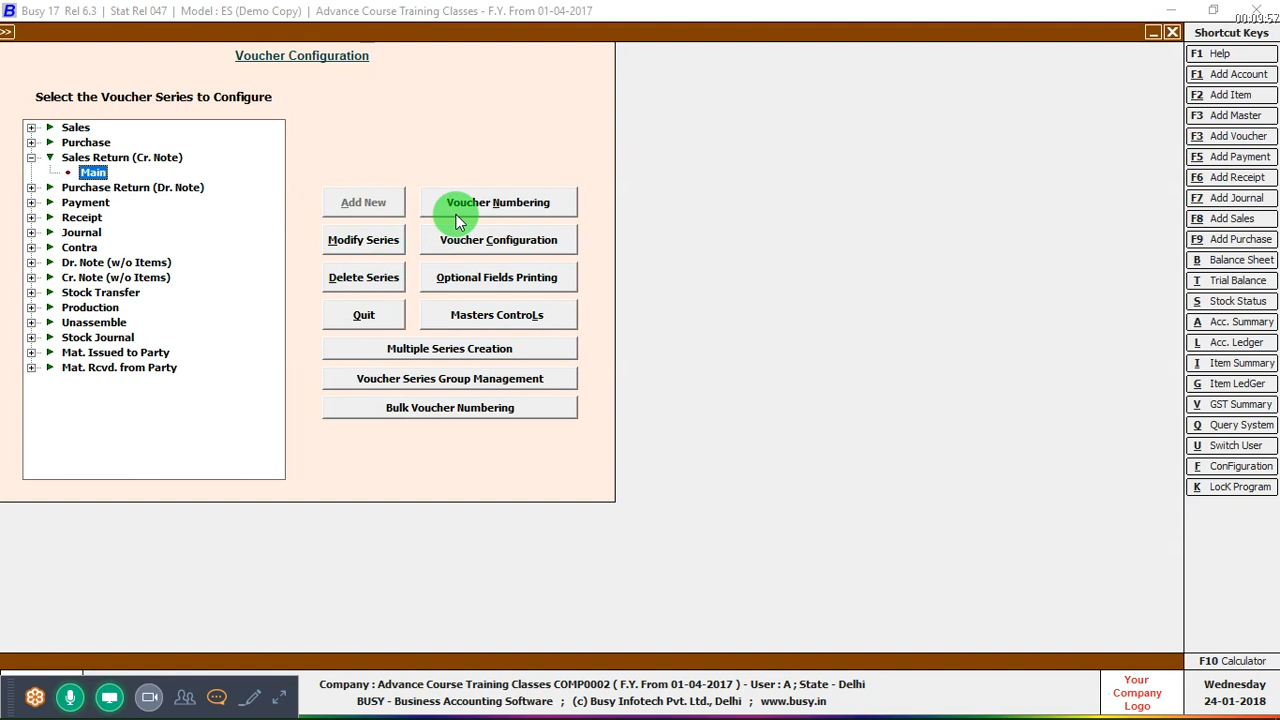 Busy 17 Rel 6.3 | Stat Rel 047 | Model : ES (Demo Copy) | Advance Course Training Classes - F.Y. From 01-04-2017
00:09:57
>>
Shortcut Keys
Voucher Configuration
Select the Voucher Series to Configure
Sales
Purchase
Sales Return (Cr. Note)
Main
Purchase Return (Dr. Note)
Payment
Receipt
Journal
Contra
Dr. Note (w/o Items)
Cr. Note (w/o Items)
Stock Transfer
Production
Unassemble
Stock Journal
Mat. Issued to Party
Mat. Rcvd. from Party
Add New
Voucher Numbering
Modify Series
Voucher Configuration
Delete Series
Optional Fields Printing
Quit
Masters ControLs
Multiple Series Creation
Voucher Series Group Management
Bulk Voucher Numbering
F1 Help
F1 Add Account
F2 Add Item
F3 Add Master
F3 Add Voucher
F5 Add Payment
F6 Add Receipt
F7 Add Journal
F8 Add Sales
F9 Add Purchase
B Balance Sheet
T Trial Balance
S Stock Status
A Acc. Summary
L Acc. Ledger
I Item Summary
G Item LedGer
V GST Summary
Q Query System
U Switch User
F ConFiguration
K LocK Program
F10 Calculator
Company : Advance Course Training Classes COMP0002 ( F.Y. From 01-04-2017 ) - User : A ; State - Delhi
BUSY - Business Accounting Software ; (c) Busy Infotech Pvt. Ltd., Delhi ; www.busy.in
Your
Company
Logo
Wednesday
24-01-2018